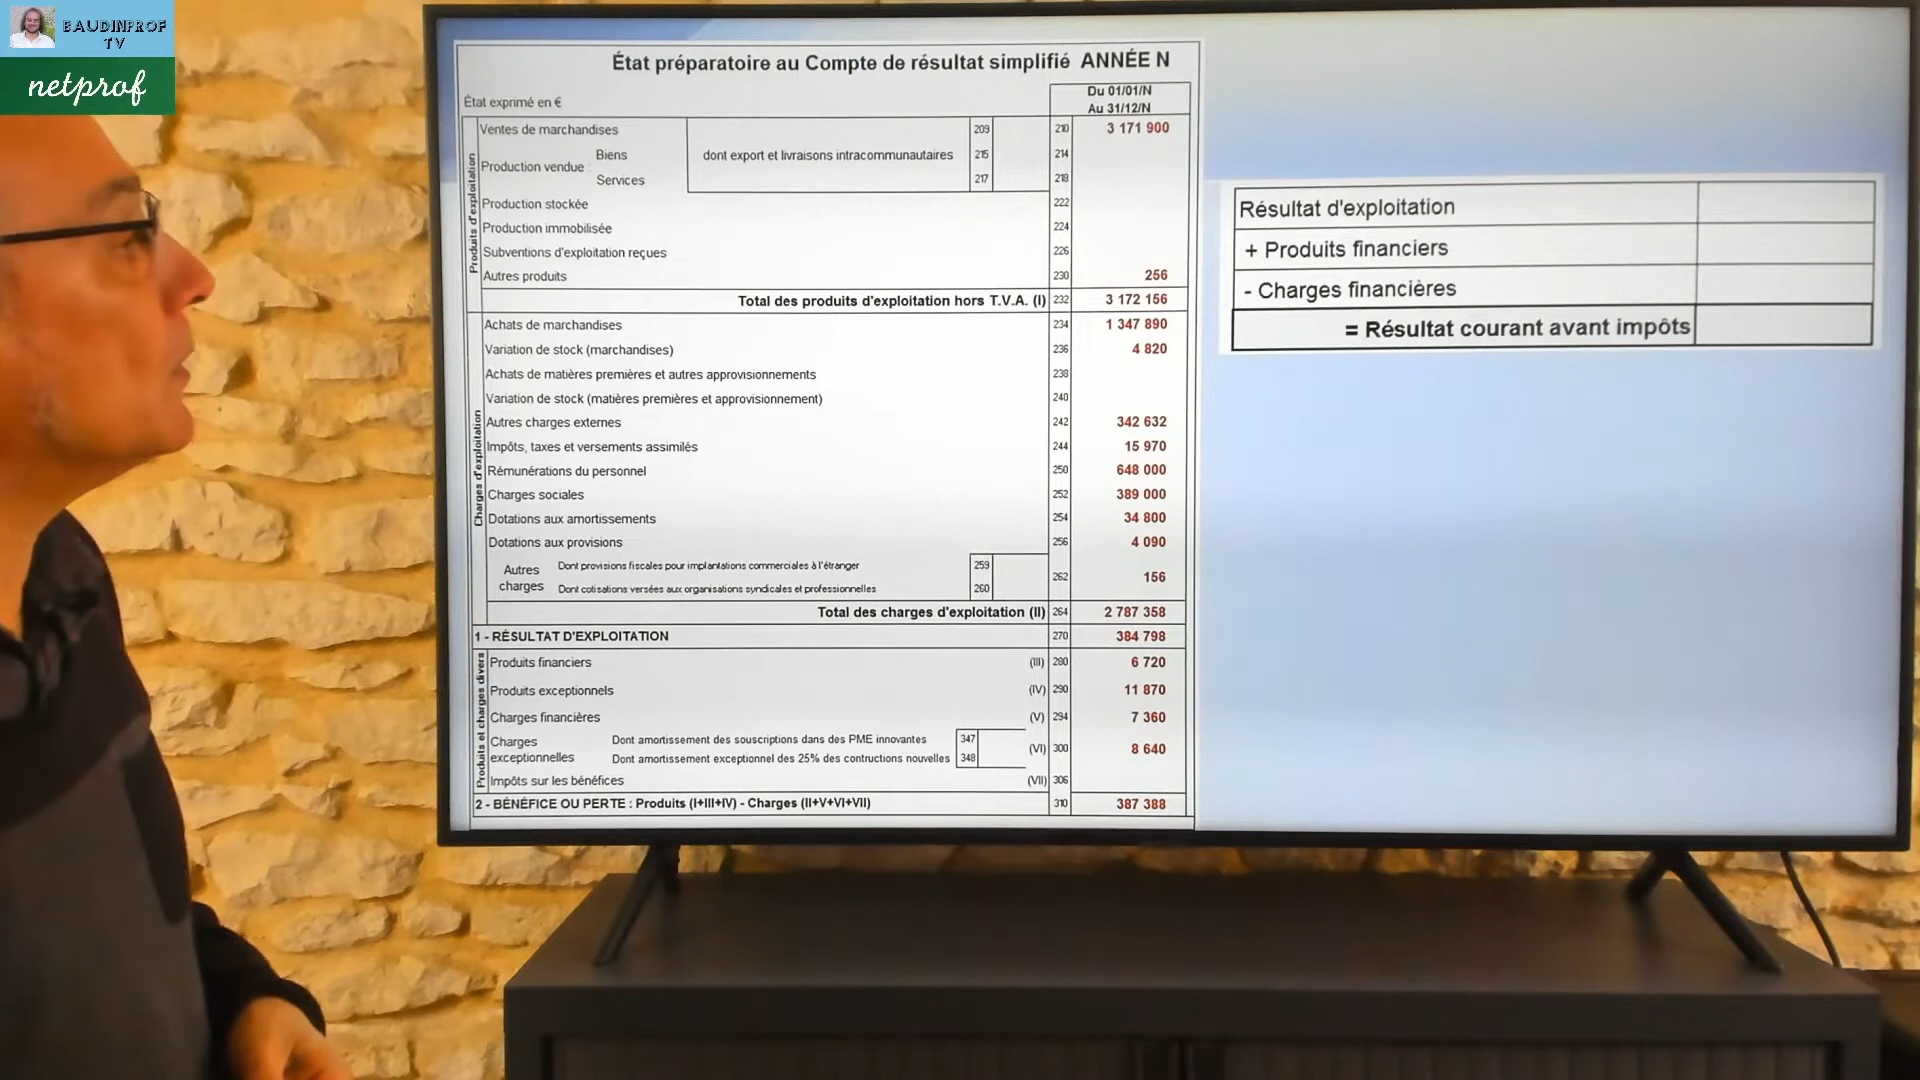 BAUDINPROF
TV
netprof
État préparatoire au Compte de résultat simplifié ANNÉE N
État exprimé en €
Du 01/01/N
Au 31/12/N
Produits d'exploitation
Ventes de marchandises 209 210 3 171 900
Production vendue : Biens dont export et livraisons intracommunautaires 215 214
Services 217 218
Production stockée 222
Production immobilisée 224
Subventions d'exploitation reçues 226
Autres produits 230 256
Total des produits d'exploitation hors T.V.A. (I) 232 3 172 156
Charges d'exploitation
Achats de marchandises 234 1 347 890
Variation de stock (marchandises) 236 4 820
Achats de matières premières et autres approvisionnements 238
Variation de stock (matières premières et approvisionnement) 240
Autres charges externes 242 342 632
Impôts, taxes et versements assimilés 244 15 970
Rémunérations du personnel 250 648 000
Charges sociales 252 389 000
Dotations aux amortissements 254 34 800
Dotations aux provisions 256 4 090
Autres charges Dont provisions fiscales pour implantations commerciales à l'étranger 259 262 156
Dont cotisations versées aux organisations syndicales et professionnelles 260
Total des charges d'exploitation (II) 264 2 787 358
1 - RÉSULTAT D'EXPLOITATION 270 384 798
Produits et charges divers
Produits financiers (III) 280 6 720
Produits exceptionnels (IV) 290 11 870
Charges financières (V) 294 7 360
Charges exceptionnelles Dont amortissement des souscriptions dans des PME innovantes 347 (VI) 300 8 640
Dont amortissement exceptionnel des 25% des contructions nouvelles 348
Impôts sur les bénéfices (VII) 306
2 - BÉNÉFICE OU PERTE : Produits (I+III+IV) - Charges (II+V+VI+VII) 310 387 388
Résultat d'exploitation
+ Produits financiers
- Charges financières
= Résultat courant avant impôts